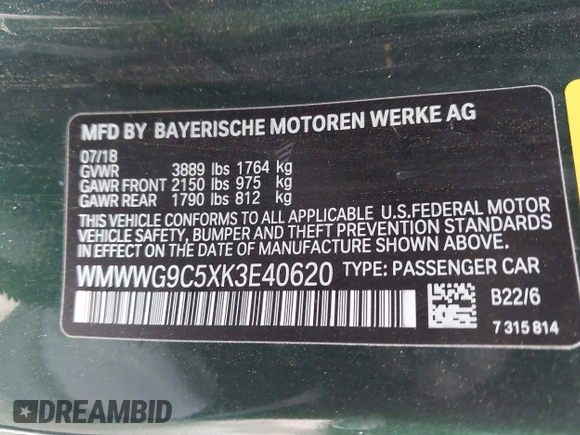 MFD BY BAYERISCHE MOTOREN WERKE AG
07/18
GVWR 3889 lbs 1764 kg
GAWR FRONT 2150 lbs 975 kg
GAWR REAR 1790 lbs 812 kg
THIS VEHICLE CONFORMS TO ALL APPLICABLE U.S.FEDERAL MOTOR
VEHICLE SAFETY, BUMPER AND THEFT PREVENTION STANDARDS
IN EFFECT ON THE DATE OF MANUFACTURE SHOWN ABOVE.
WMWWG9C5XK3E40620 TYPE: PASSENGER CAR
B22/6
7 315 814
DREAMBID